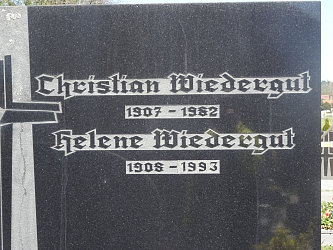 Christian Wiedergut
1907 - 1982
Helene Wiedergut
1908 - 1993